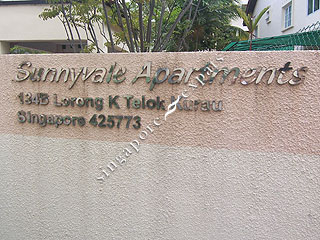 Sunnyvale Apartments
134B Lorong K Telok Kurau
Singapore 425773